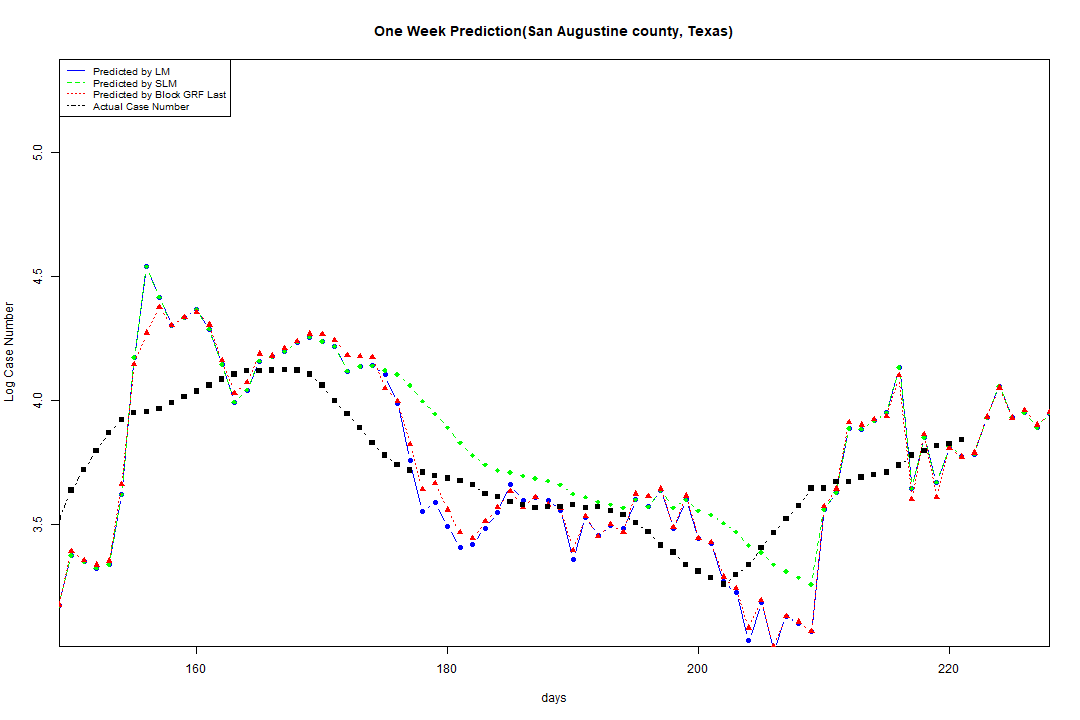 One Week Prediction(San Augustine county, Texas)
Predicted by LM
Predicted by SLM
Predicted by Block GRF Last
Actual Case Number
5.0
4.5
4.0
3.5
Log Case Number
160 180 200 220
days